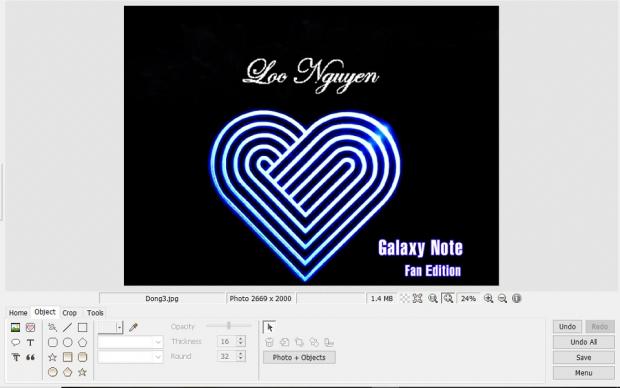 Loc Nguyen
Galaxy Note
Fan Edition
Dong3.jpg
Photo 2669 x 2000
1.4 MB
24%
Home
Object
Crop
Tools
Opacity
Thickness
16
Round
32
Photo + Objects
Undo
Redo
Undo All
Save
Menu